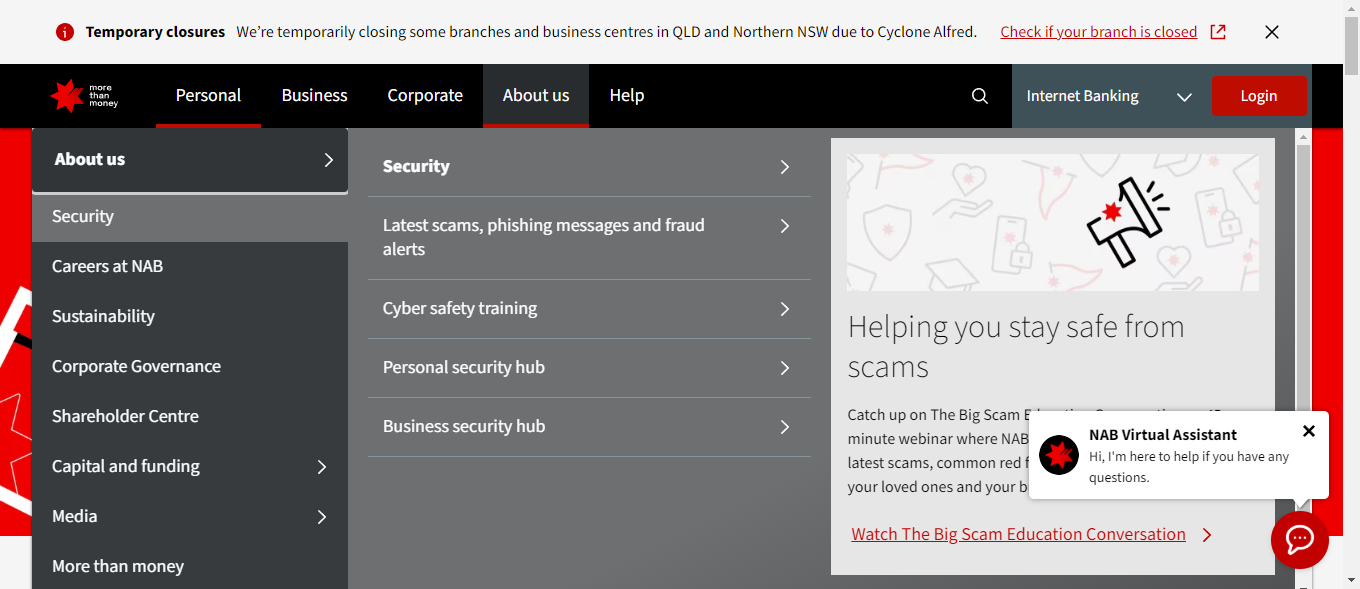 Temporary closures We're temporarily closing some branches and business centres in QLD and Northern NSW due to Cyclone Alfred. Check if your branch is closed
more
than
money
Personal Business Corporate About us Help Internet Banking Login
About us
Security
Careers at NAB
Sustainability
Corporate Governance
Shareholder Centre
Capital and funding
Media
More than money
Security
Latest scams, phishing messages and fraud
alerts
Cyber safety training
Personal security hub
Business security hub
Helping you stay safe from
scams
Catch up on The Big Scam
minute webinar where NAB
latest scams, common red
your loved ones and your
Watch The Big Scam Education Conversation
NAB Virtual Assistant
Hi, I'm here to help if you have any
questions.